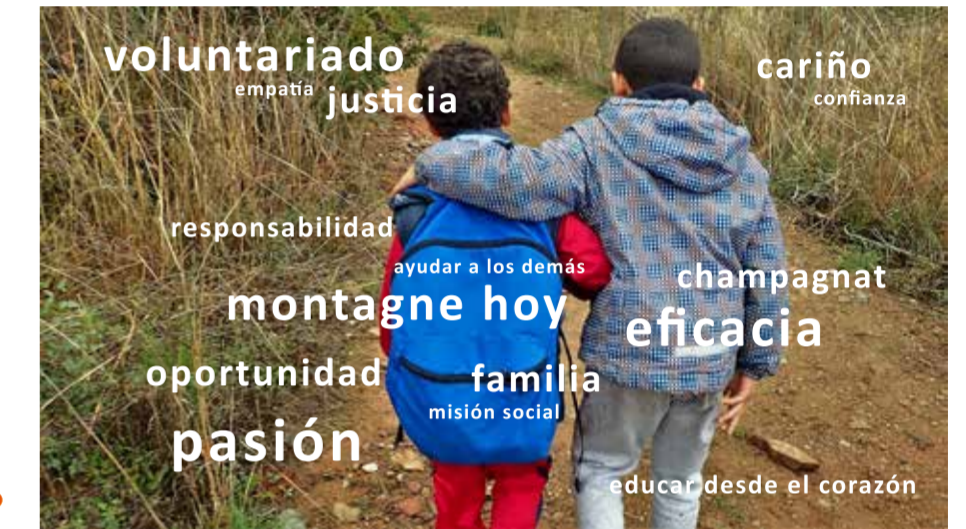 voluntariado
empatía
justicia
cariño
confianza
responsabilidad
ayudar a los demás
montagne hoy
champagnat
eficacia
oportunidad
familia
misión social
pasión
educar desde el corazón